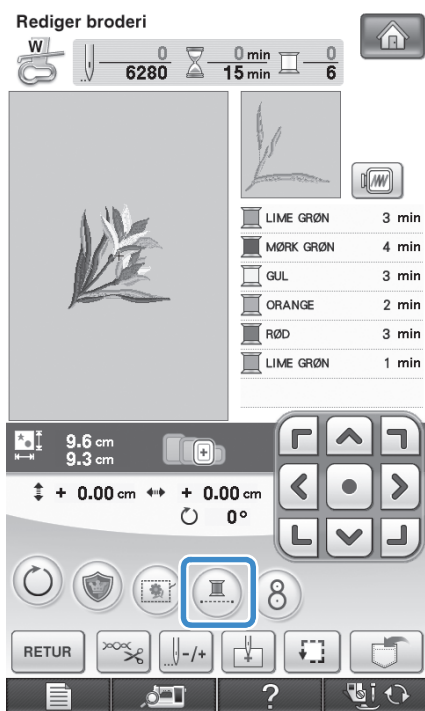 Rediger broderi
W
0 0 min 0
6280 15 min 6
LIME GRØN 3 min
MØRK GRØN 4 min
GUL 3 min
ORANGE 2 min
RØD 3 min
LIME GRØN 1 min
9.6 cm
9.3 cm
+ 0.00 cm + 0.00 cm
0°
RETUR -/+
?